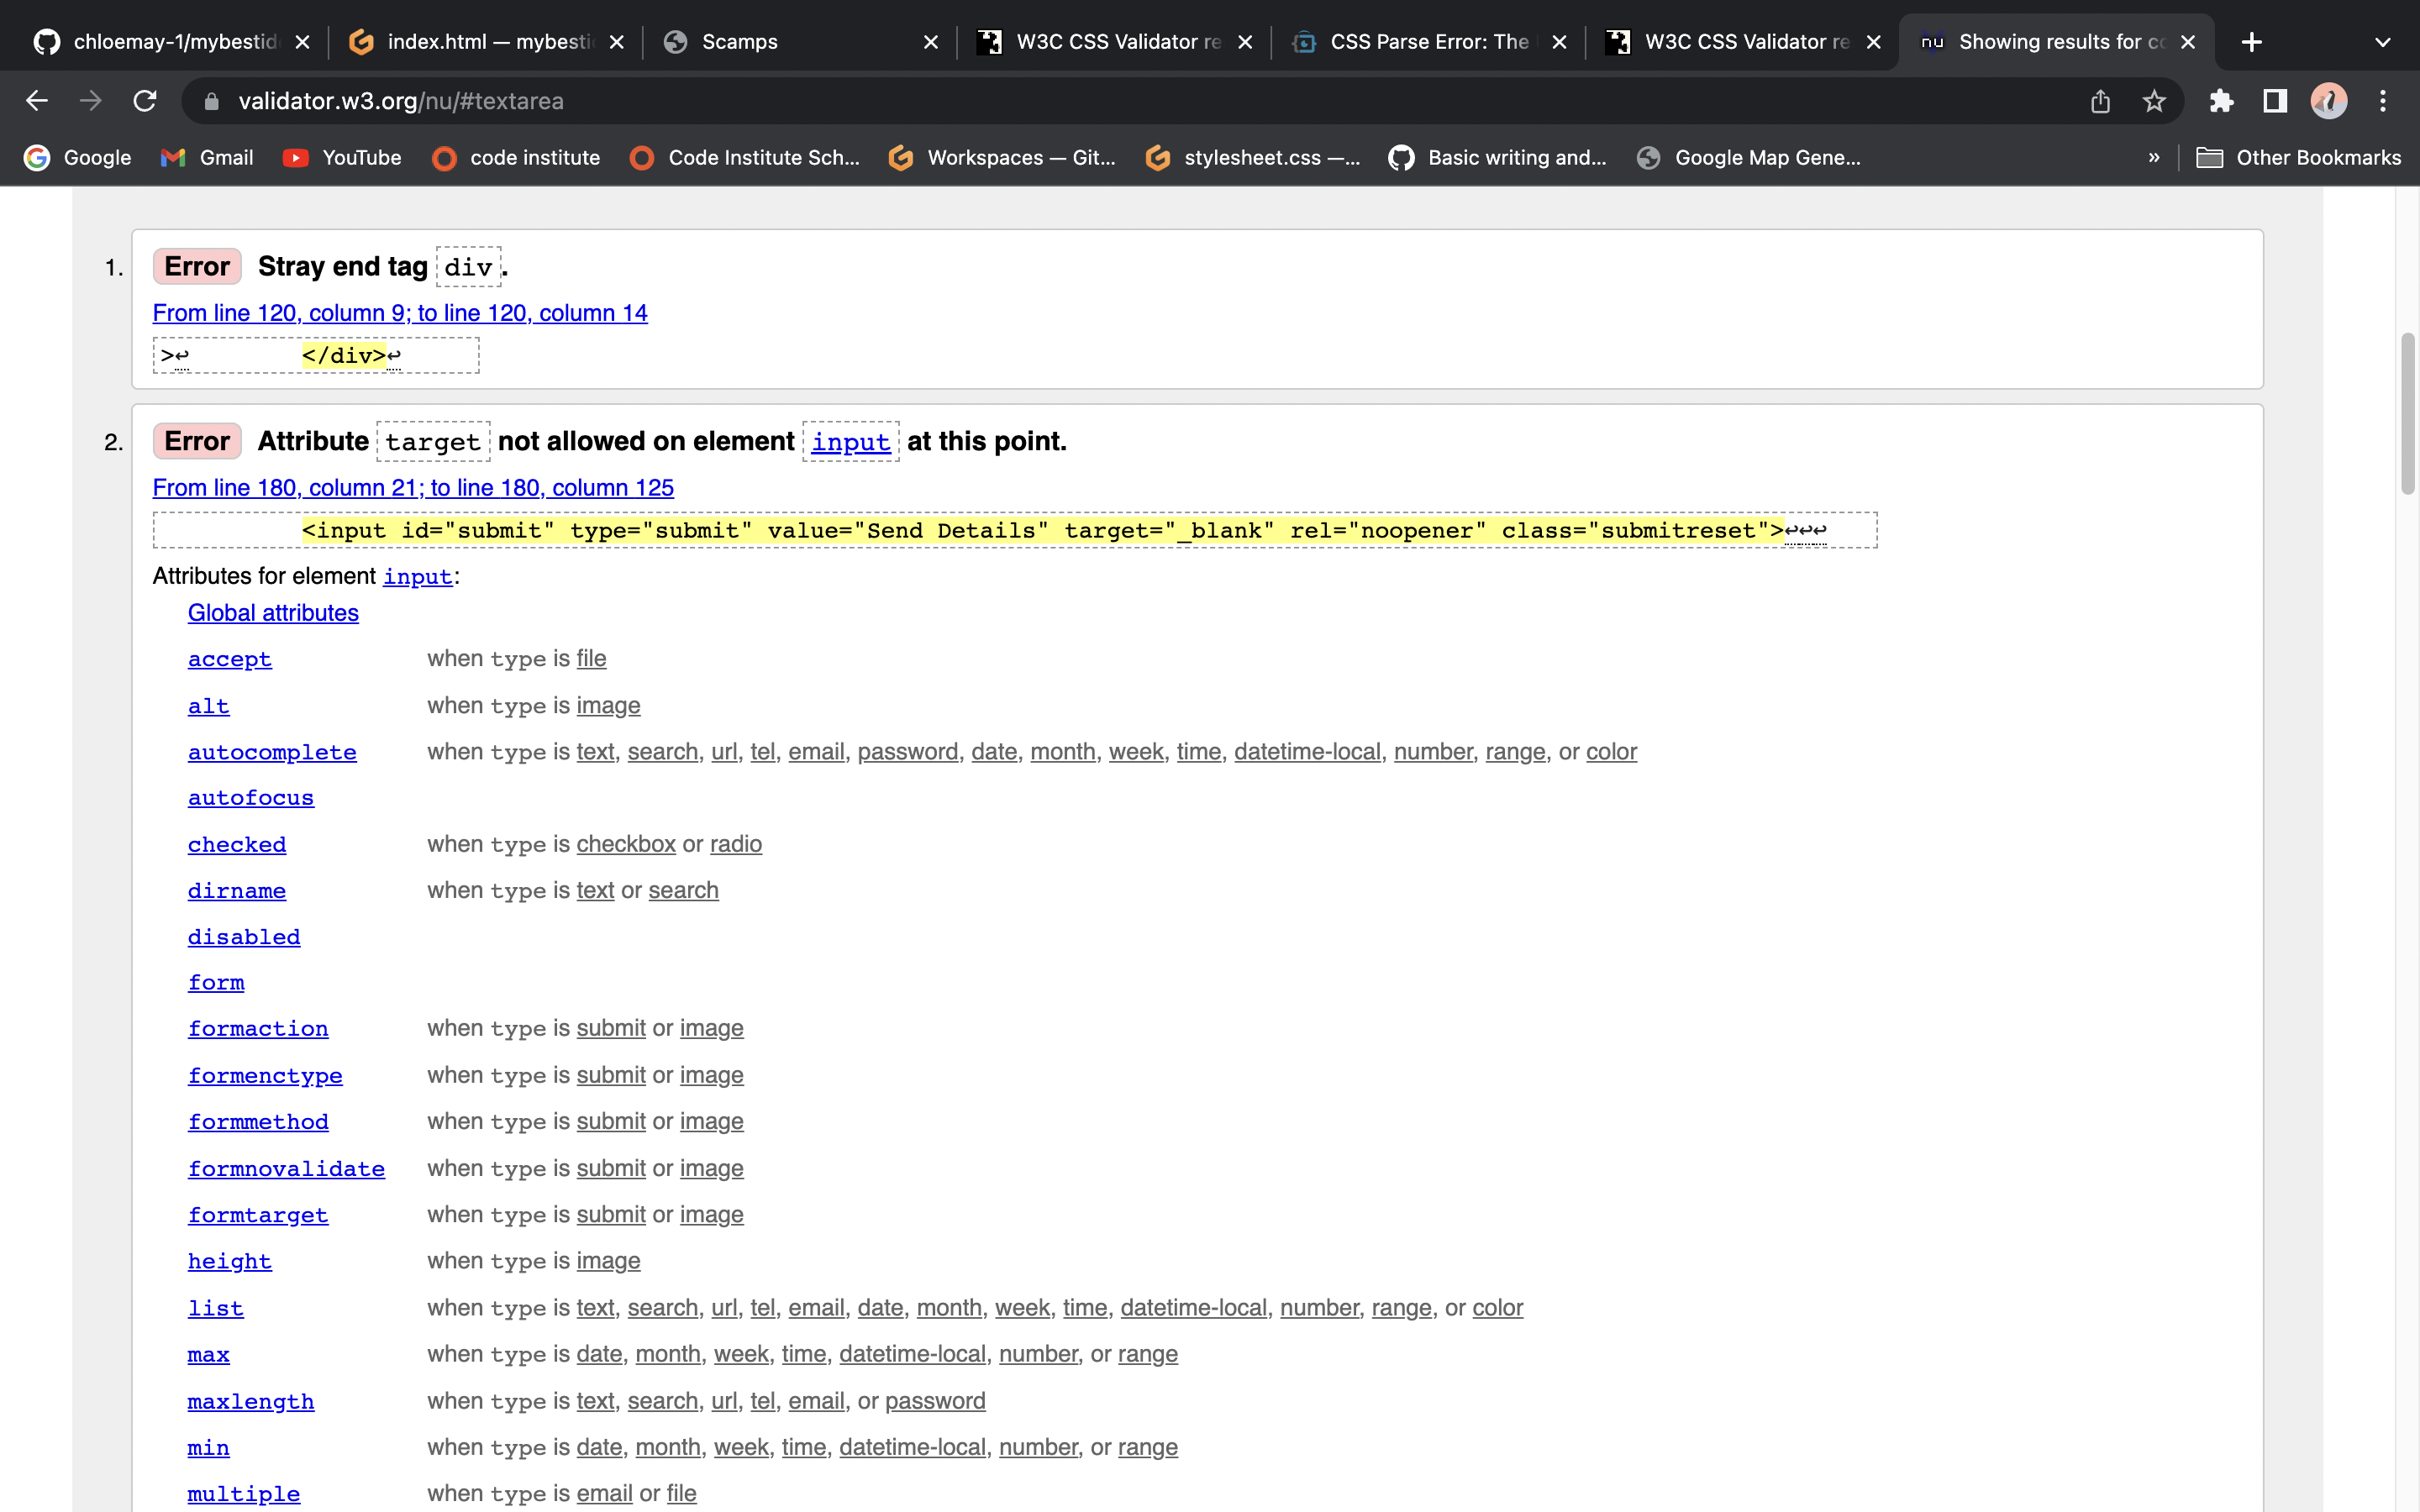 chloemay-1/mybestid
index.html — mybesti
Scamps
W3C CSS Validator re
CSS Parse Error: The
W3C CSS Validator re
nu Showing results for co
validator.w3.org/nu/#textarea
Google
Gmail
YouTube
code institute
Code Institute Sch...
Workspaces — Git...
stylesheet.css —...
Basic writing and...
Google Map Gene...
»
Other Bookmarks
1. Error Stray end tag div.
From line 120, column 9; to line 120, column 14
>↩ </div>↩
2. Error Attribute target not allowed on element input at this point.
From line 180, column 21; to line 180, column 125
<input id="submit" type="submit" value="Send Details" target="_blank" rel="noopener" class="submitreset">↩↩↩
Attributes for element input:
Global attributes
accept when type is file
alt when type is image
autocomplete when type is text, search, url, tel, email, password, date, month, week, time, datetime-local, number, range, or color
autofocus
checked when type is checkbox or radio
dirname when type is text or search
disabled
form
formaction when type is submit or image
formenctype when type is submit or image
formmethod when type is submit or image
formnovalidate when type is submit or image
formtarget when type is submit or image
height when type is image
list when type is text, search, url, tel, email, date, month, week, time, datetime-local, number, range, or color
max when type is date, month, week, time, datetime-local, number, or range
maxlength when type is text, search, url, tel, email, or password
min when type is date, month, week, time, datetime-local, number, or range
multiple when type is email or file